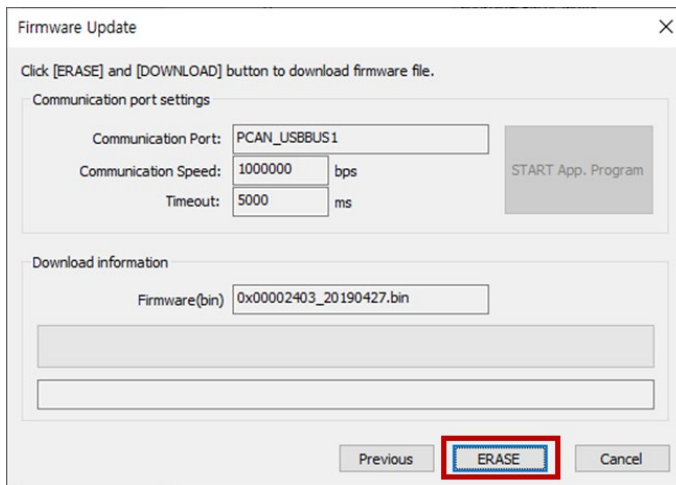 Firmware Update
Click [ERASE] and [DOWNLOAD] button to download firmware file.
Communication port settings
Communication Port: PCAN_USBBUS1
Communication Speed: 1000000 bps
START App. Program
Timeout: 5000 ms
Download information
Firmware(bin) 0x00002403_20190427.bin
Previous ERASE Cancel